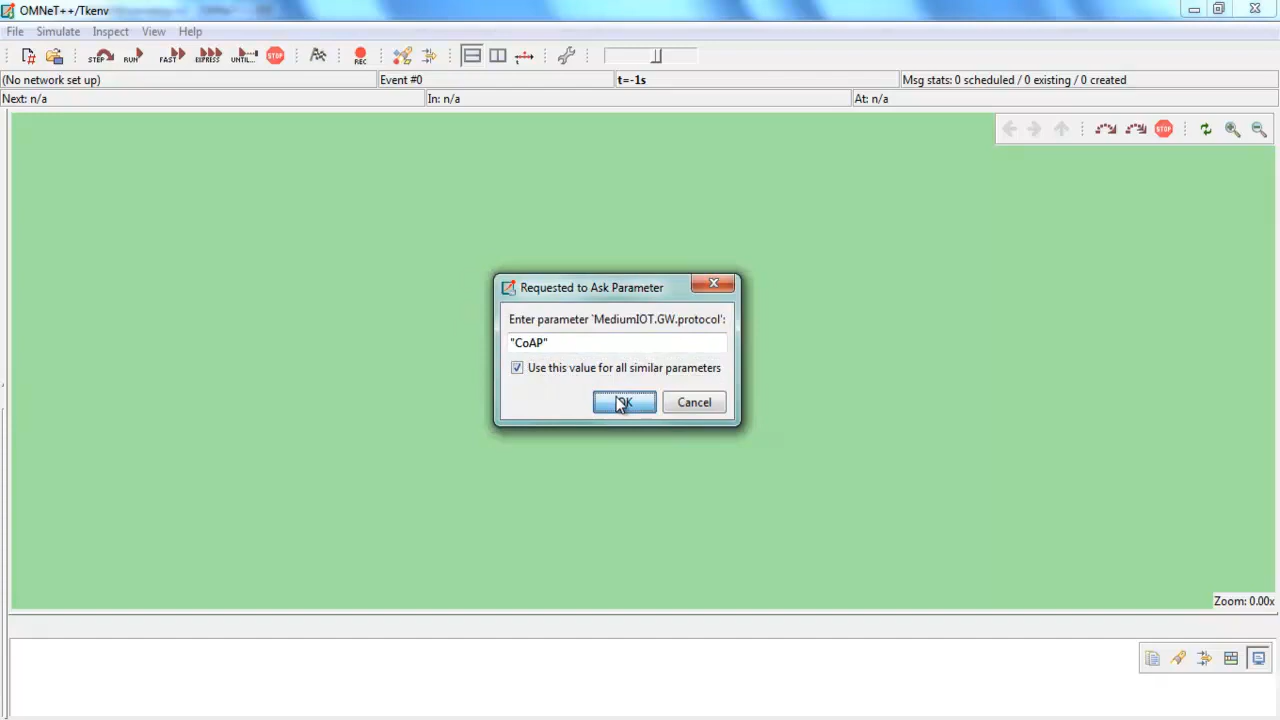 OMNeT++/Tkenv
File Simulate Inspect View Help
STEP RUN FAST EXPRESS UNTIL... STOP REC
(No network set up) Event #0 t=-1s Msg stats: 0 scheduled / 0 existing / 0 created
Next: n/a In: n/a At: n/a
STOP
Requested to Ask Parameter
Enter parameter `MediumIOT.GW.protocol':
"CoAP"
Use this value for all similar parameters
OK Cancel
Zoom: 0.00x